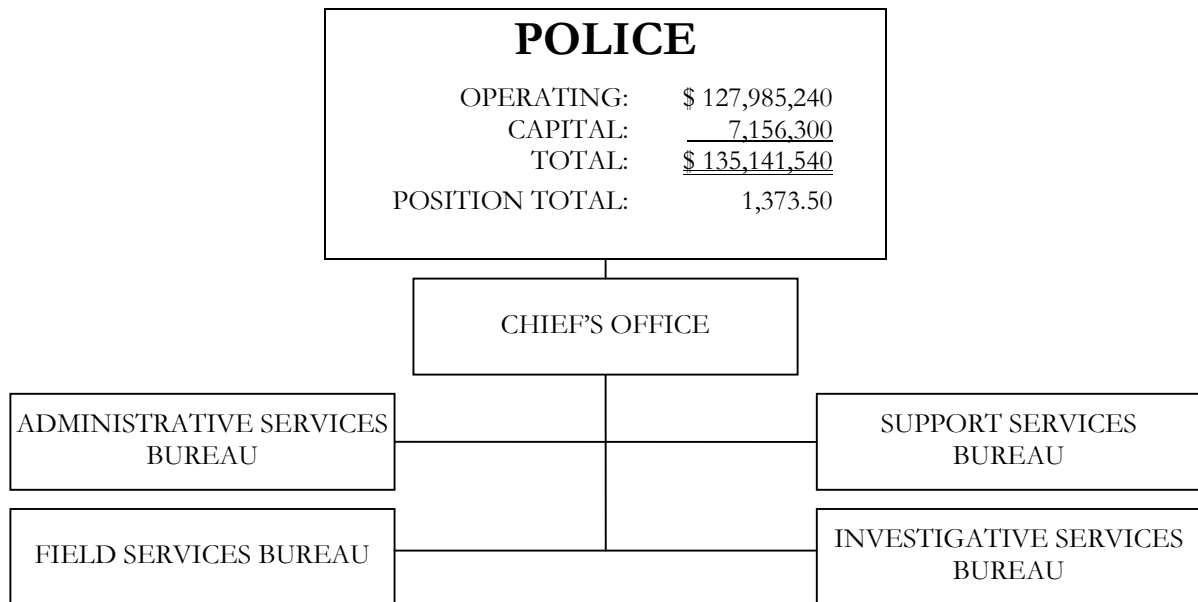 POLICE
OPERATING: $ 127,985,240
CAPITAL: 7,156,300
TOTAL: $ 135,141,540
POSITION TOTAL: 1,373.50
CHIEF'S OFFICE
ADMINISTRATIVE SERVICES
BUREAU
SUPPORT SERVICES
BUREAU
FIELD SERVICES BUREAU
INVESTIGATIVE SERVICES
BUREAU